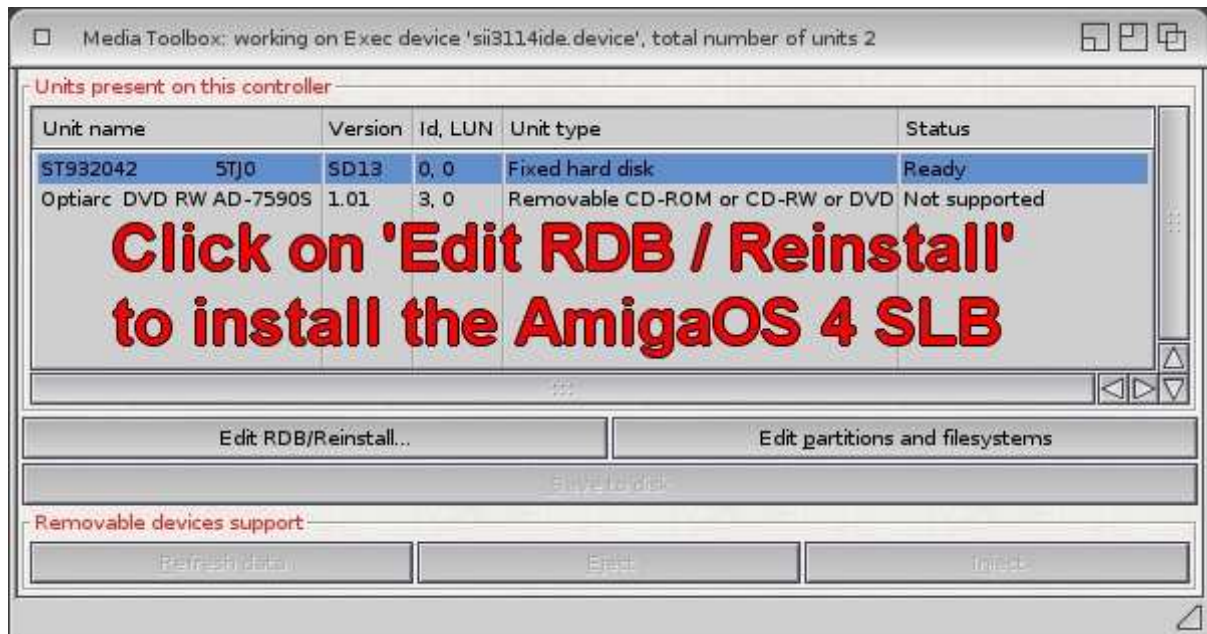 Media Toolbox: working on Exec device 'sii3114ide.device', total number of units 2
Units present on this controller
Unit name Version Id, LUN Unit type Status
ST932042 5TJ0 SD13 0, 0 Fixed hard disk Ready
Optiarc DVD RW AD-7590S 1.01 3, 0 Removable CD-ROM or CD-RW or DVD Not supported
Click on 'Edit RDB / Reinstall'
to install the AmigaOS 4 SLB
Edit RDB/Reinstall... Edit partitions and filesystems
Save to disk
Removable devices support
Refresh data Eject Inject